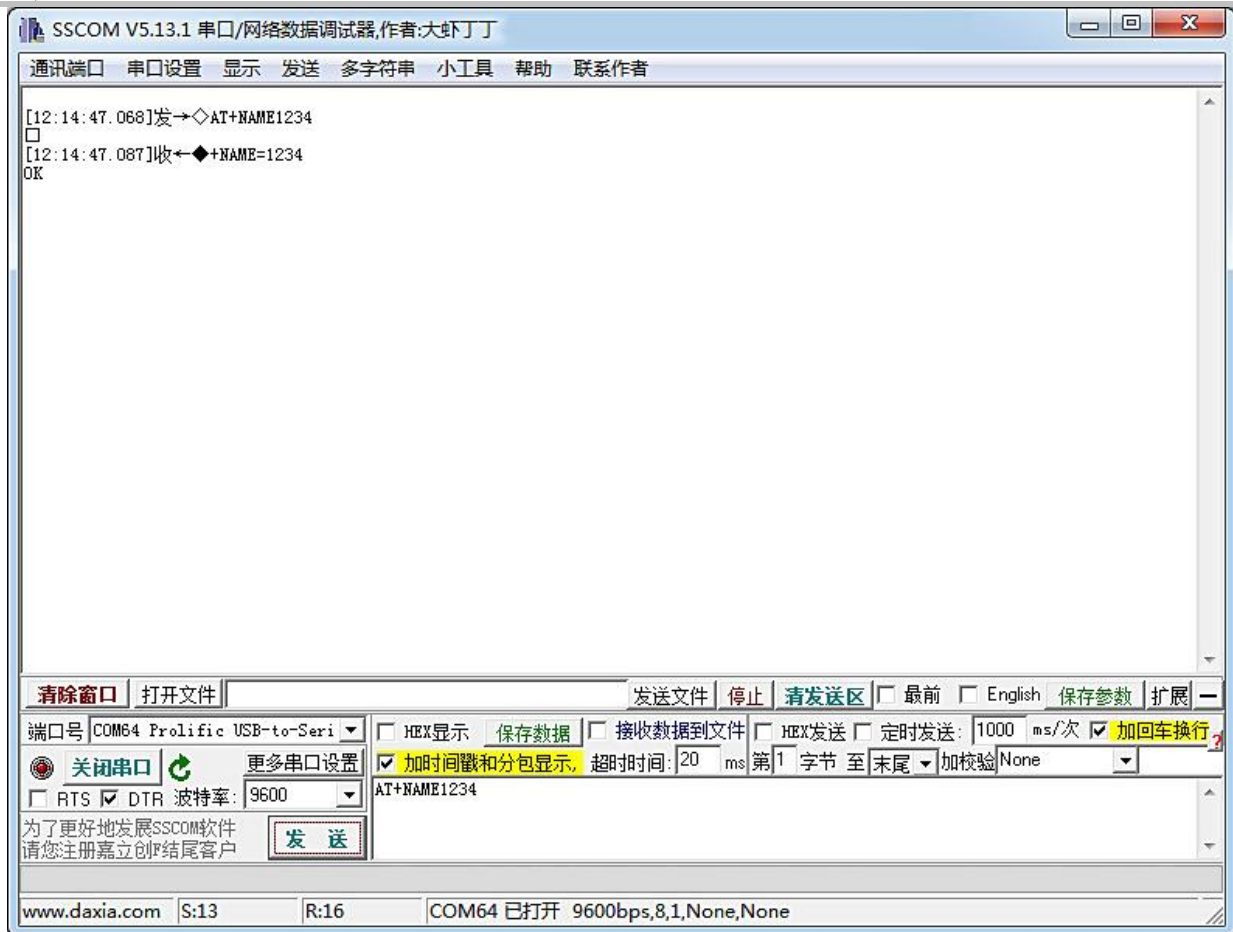 SSCOM V5.13.1 串口/网络数据调试器,作者:大虾丁丁
通讯端口 串口设置 显示 发送 多字符串 小工具 帮助 联系作者
[12:14:47.068]发→◇AT+NAME1234
□
[12:14:47.087]收←◆+NAME=1234
OK
清除窗口 打开文件 发送文件 停止 清发送区 最前 English 保存参数 扩展 —
端口号 COM64 Prolific USB-to-Seri HEX显示 保存数据 接收数据到文件 HEX发送 定时发送: 1000 ms/次 加回车换行 ?
关闭串口 更多串口设置 加时间戳和分包显示, 超时时间: 20 ms 第 1 字节 至 末尾 加校验 None
RTS DTR 波特率: 9600
AT+NAME1234
为了更好地发展SSCOM软件
请您注册嘉立创F结尾客户
发 送
www.daxia.com S:13 R:16 COM64 已打开 9600bps,8,1,None,None